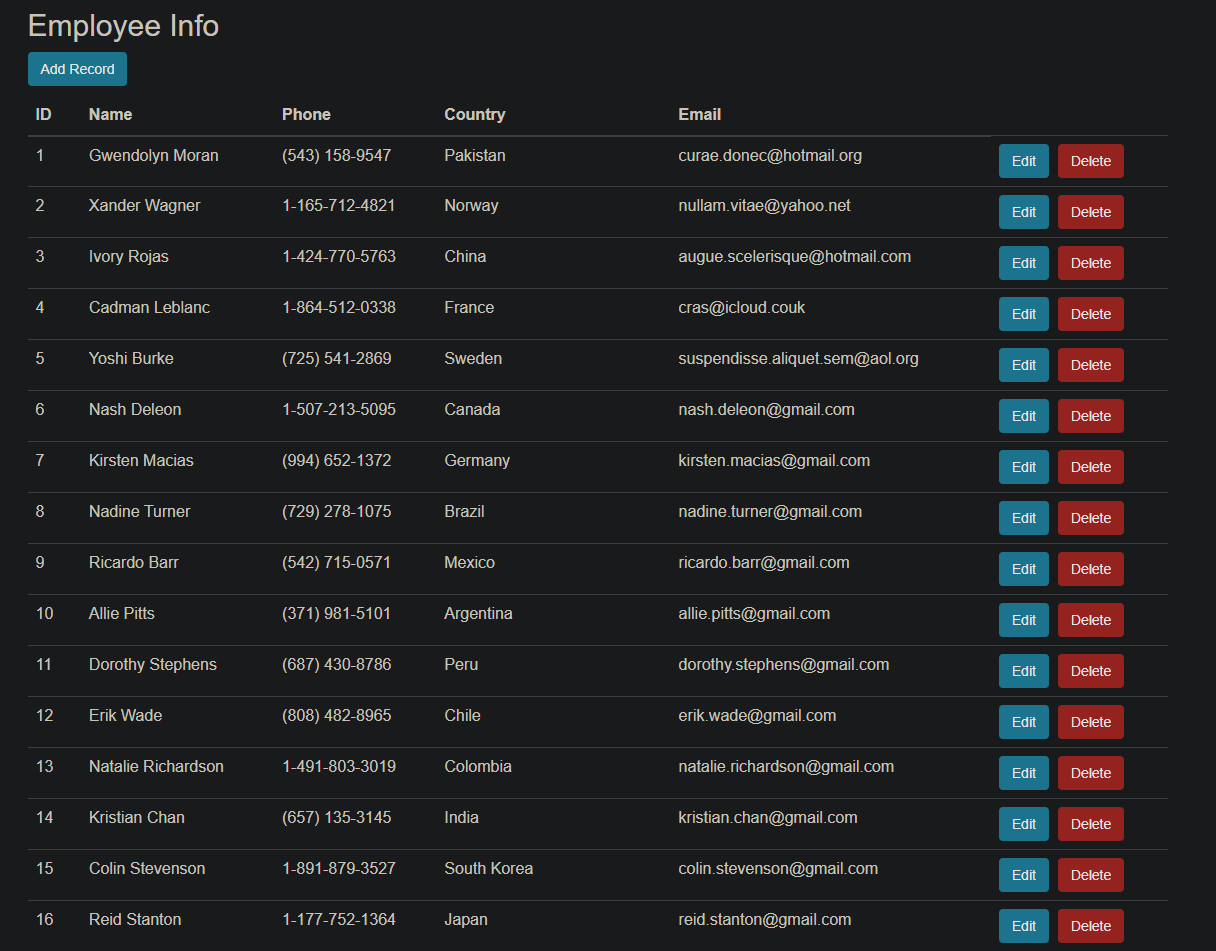 Employee Info
Add Record
ID Name Phone Country Email
1 Gwendolyn Moran (543) 158-9547 Pakistan curae.donec@hotmail.org Edit Delete
2 Xander Wagner 1-165-712-4821 Norway nullam.vitae@yahoo.net Edit Delete
3 Ivory Rojas 1-424-770-5763 China augue.scelerisque@hotmail.com Edit Delete
4 Cadman Leblanc 1-864-512-0338 France cras@icloud.couk Edit Delete
5 Yoshi Burke (725) 541-2869 Sweden suspendisse.aliquet.sem@aol.org Edit Delete
6 Nash Deleon 1-507-213-5095 Canada nash.deleon@gmail.com Edit Delete
7 Kirsten Macias (994) 652-1372 Germany kirsten.macias@gmail.com Edit Delete
8 Nadine Turner (729) 278-1075 Brazil nadine.turner@gmail.com Edit Delete
9 Ricardo Barr (542) 715-0571 Mexico ricardo.barr@gmail.com Edit Delete
10 Allie Pitts (371) 981-5101 Argentina allie.pitts@gmail.com Edit Delete
11 Dorothy Stephens (687) 430-8786 Peru dorothy.stephens@gmail.com Edit Delete
12 Erik Wade (808) 482-8965 Chile erik.wade@gmail.com Edit Delete
13 Natalie Richardson 1-491-803-3019 Colombia natalie.richardson@gmail.com Edit Delete
14 Kristian Chan (657) 135-3145 India kristian.chan@gmail.com Edit Delete
15 Colin Stevenson 1-891-879-3527 South Korea colin.stevenson@gmail.com Edit Delete
16 Reid Stanton 1-177-752-1364 Japan reid.stanton@gmail.com Edit Delete